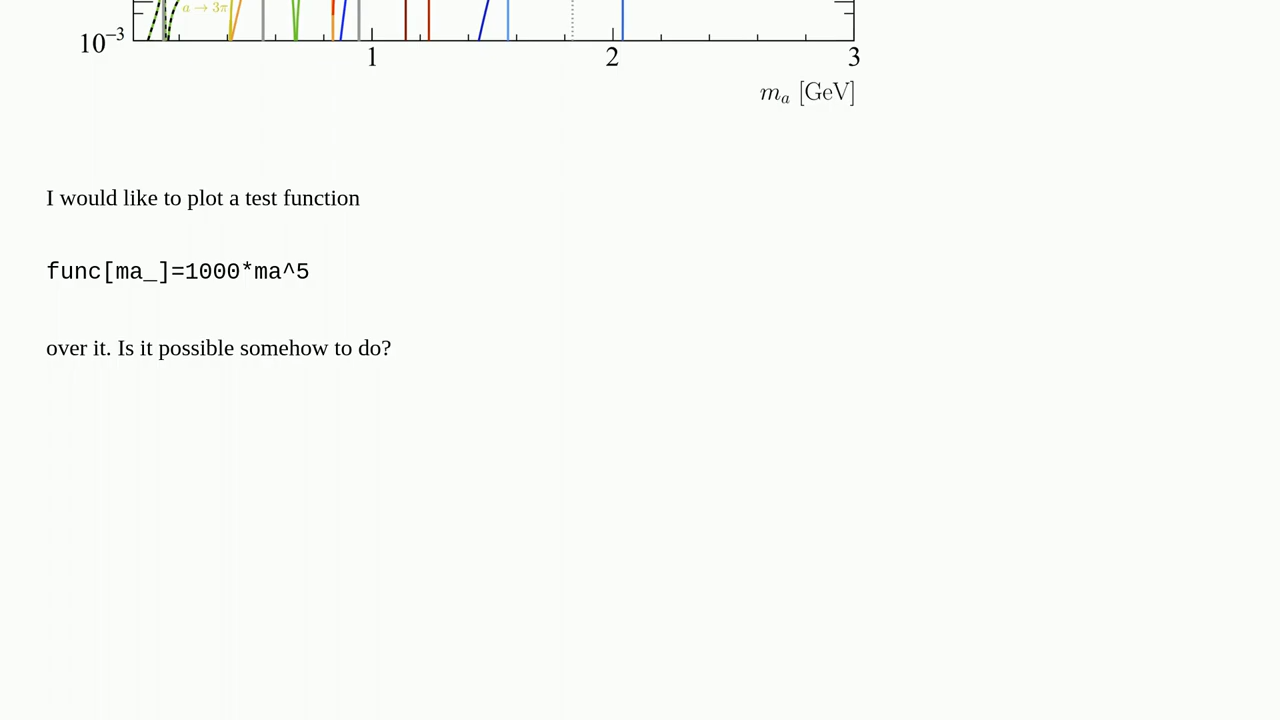 a → 3π
10⁻³
1 2 3
mₐ [GeV]
I would like to plot a test function
func[ma_]=1000*ma^5
over it. Is it possible somehow to do?